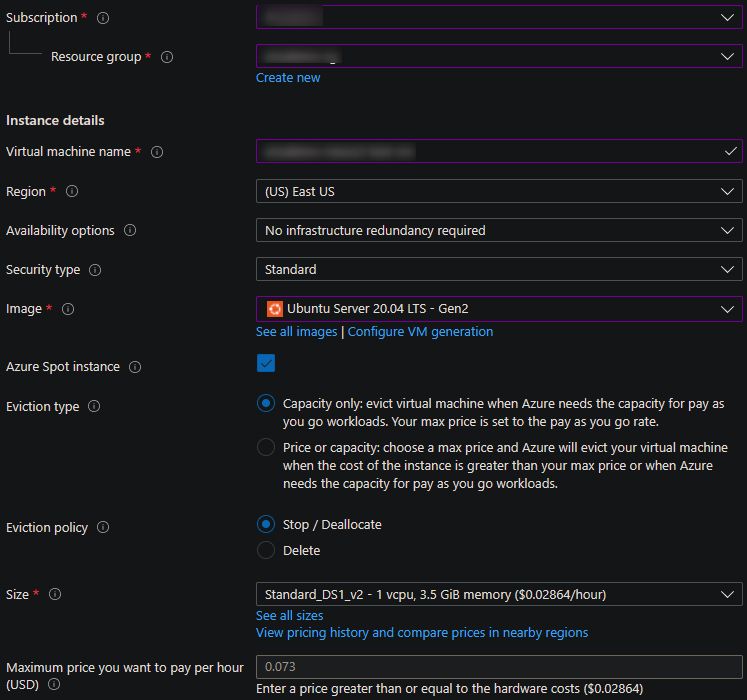 Subscription *
Resource group *
Create new
Instance details
Virtual machine name *
Region *
(US) East US
Availability options
No infrastructure redundancy required
Security type
Standard
Image *
Ubuntu Server 20.04 LTS - Gen2
See all images | Configure VM generation
Azure Spot instance
Eviction type
Capacity only: evict virtual machine when Azure needs the capacity for pay as
you go workloads. Your max price is set to the pay as you go rate.
Price or capacity: choose a max price and Azure will evict your virtual machine
when the cost of the instance is greater than your max price or when Azure
needs the capacity for pay as you go workloads.
Eviction policy
Stop / Deallocate
Delete
Size *
Standard_DS1_v2 - 1 vcpu, 3.5 GiB memory ($0.02864/hour)
See all sizes
View pricing history and compare prices in nearby regions
Maximum price you want to pay per hour
(USD)
0.073
Enter a price greater than or equal to the hardware costs ($0.02864)